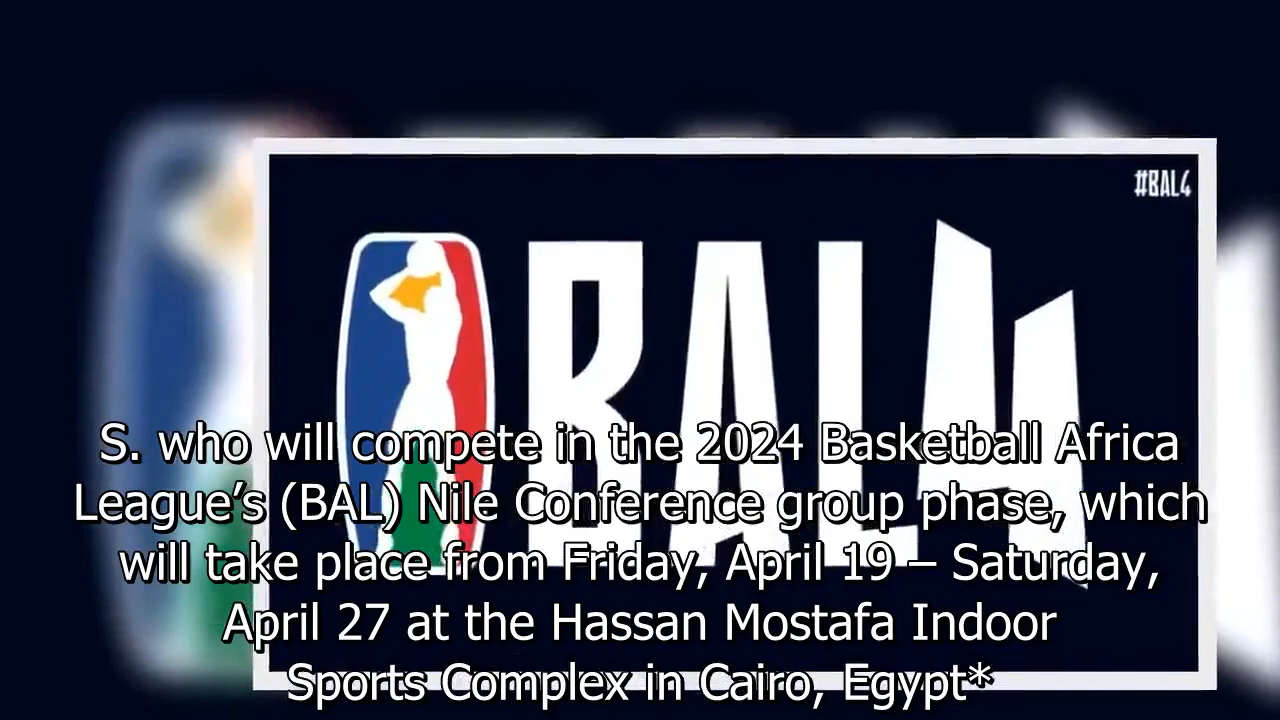 #BAL4
BAL4
S. who will compete in the 2024 Basketball Africa
League’s (BAL) Nile Conference group phase, which
will take place from Friday, April 19 – Saturday,
April 27 at the Hassan Mostafa Indoor
Sports Complex in Cairo, Egypt*